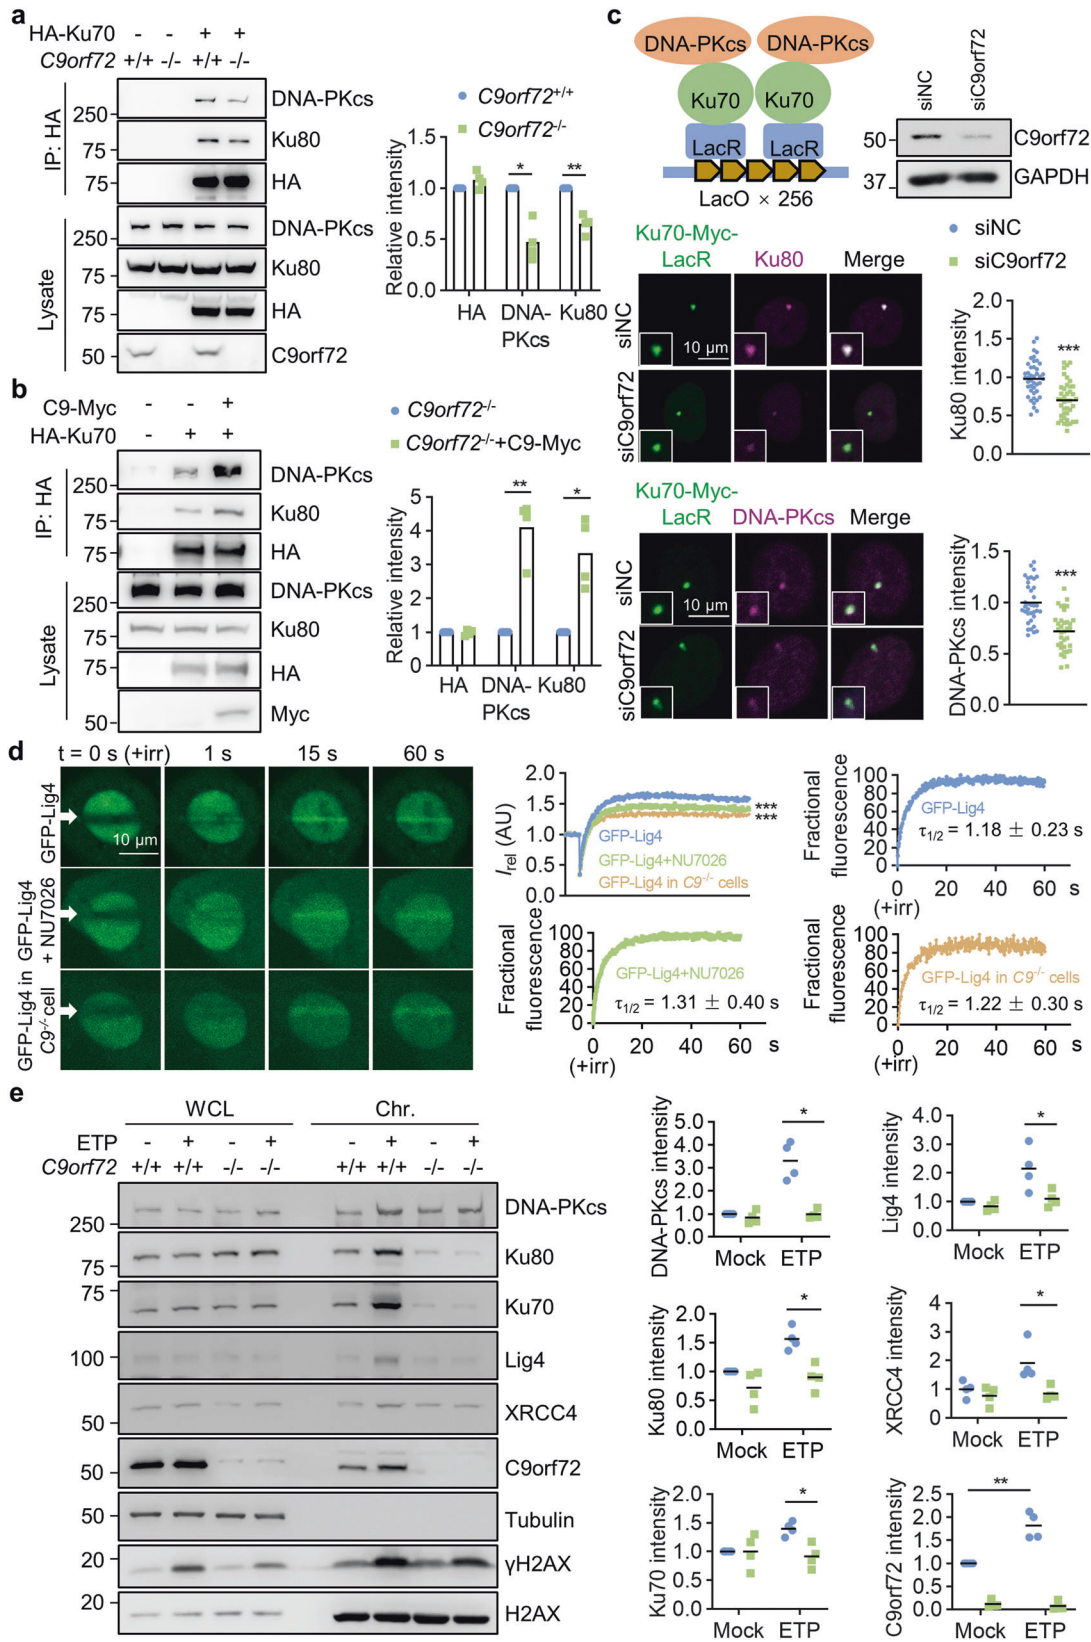 a
HA-Ku70 - - + +
C9orf72 +/+ -/- +/+ -/-
IP: HA
250
DNA-PKcs
75
Ku80
75
HA
Lysate
250
DNA-PKcs
75
Ku80
75
HA
50
C9orf72
C9orf72+/+
C9orf72-/-
Relative intensity
1.5
1.0
0.5
0.0
* **
HA DNA-PKcs Ku80
b
C9-Myc - - +
HA-Ku70 - + +
IP: HA
250
DNA-PKcs
75
Ku80
75
HA
Lysate
250
DNA-PKcs
75
Ku80
75
HA
50
Myc
C9orf72-/-
C9orf72-/-+C9-Myc
Relative intensity
5
4
3
2
1
0
** *
HA DNA-PKcs Ku80
c
DNA-PKcs DNA-PKcs
Ku70 Ku70
LacR LacR
LacO × 256
siNC siC9orf72
50
C9orf72
37
GAPDH
Ku70-Myc-LacR Ku80 Merge
siNC
10 μm
siC9orf72
siNC
siC9orf72
Ku80 intensity
2.0
1.5
1.0
0.5
0.0
***
Ku70-Myc-LacR DNA-PKcs Merge
siNC
10 μm
siC9orf72
DNA-PKcs intensity
1.5
1.0
0.5
0.0
***
d
t = 0 s (+irr) 1 s 15 s 60 s
GFP-Lig4
10 μm
GFP-Lig4 + NU7026
GFP-Lig4 in C9-/- cell
Irel (AU)
2.0
1.5
1.0
0.5
0.0
***
***
GFP-Lig4
GFP-Lig4+NU7026
GFP-Lig4 in C9-/- cells
Fractional fluorescence
100
80
60
40
20
0
GFP-Lig4
τ1/2 = 1.18 ± 0.23 s
0 20 40 60 s
(+irr)
Fractional fluorescence
100
80
60
40
20
0
GFP-Lig4+NU7026
τ1/2 = 1.31 ± 0.40 s
0 20 40 60 s
(+irr)
Fractional fluorescence
100
80
60
40
20
0
GFP-Lig4 in C9-/- cells
τ1/2 = 1.22 ± 0.30 s
0 20 40 60 s
(+irr)
e
WCL Chr.
ETP - + - + - + - +
C9orf72 +/+ +/+ -/- -/- +/+ +/+ -/- -/-
250
DNA-PKcs
75
Ku80
75
Ku70
100
Lig4
50
XRCC4
50
C9orf72
50
Tubulin
20
γH2AX
20
H2AX
DNA-PKcs intensity
5.0
4.0
3.0
2.0
1.0
0.0
*
Mock ETP
Lig4 intensity
4.0
3.0
2.0
1.0
0.0
*
Mock ETP
Ku80 intensity
2.0
1.5
1.0
0.5
0.0
*
Mock ETP
XRCC4 intensity
4
3
2
1
0
*
Mock ETP
Ku70 intensity
2.0
1.5
1.0
0.5
0.0
*
Mock ETP
C9orf72 intensity
2.5
2.0
1.5
1.0
0.5
0.0
**
Mock ETP